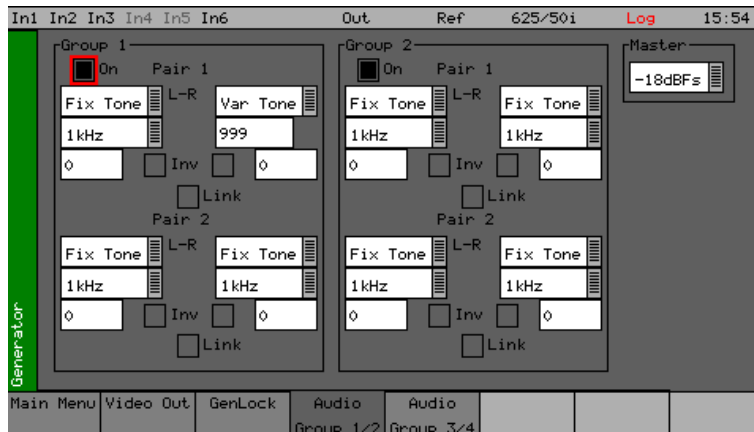 In1 In2 In3 In4 In5 In6 Out Ref 625/50i Log 15:54
Group 1 Group 2 Master
On Pair 1 On Pair 1 -18dBFs
Fix Tone L-R Var Tone Fix Tone L-R Fix Tone
1kHz 999 1kHz 1kHz
0 Inv 0 0 Inv 0
Link Link
Pair 2 Pair 2
Fix Tone L-R Fix Tone Fix Tone L-R Fix Tone
1kHz 1kHz 1kHz 1kHz
0 Inv 0 0 Inv 0
Link Link
Generator
Main Menu Video Out GenLock Audio Audio
Group 1/2 Group 3/4